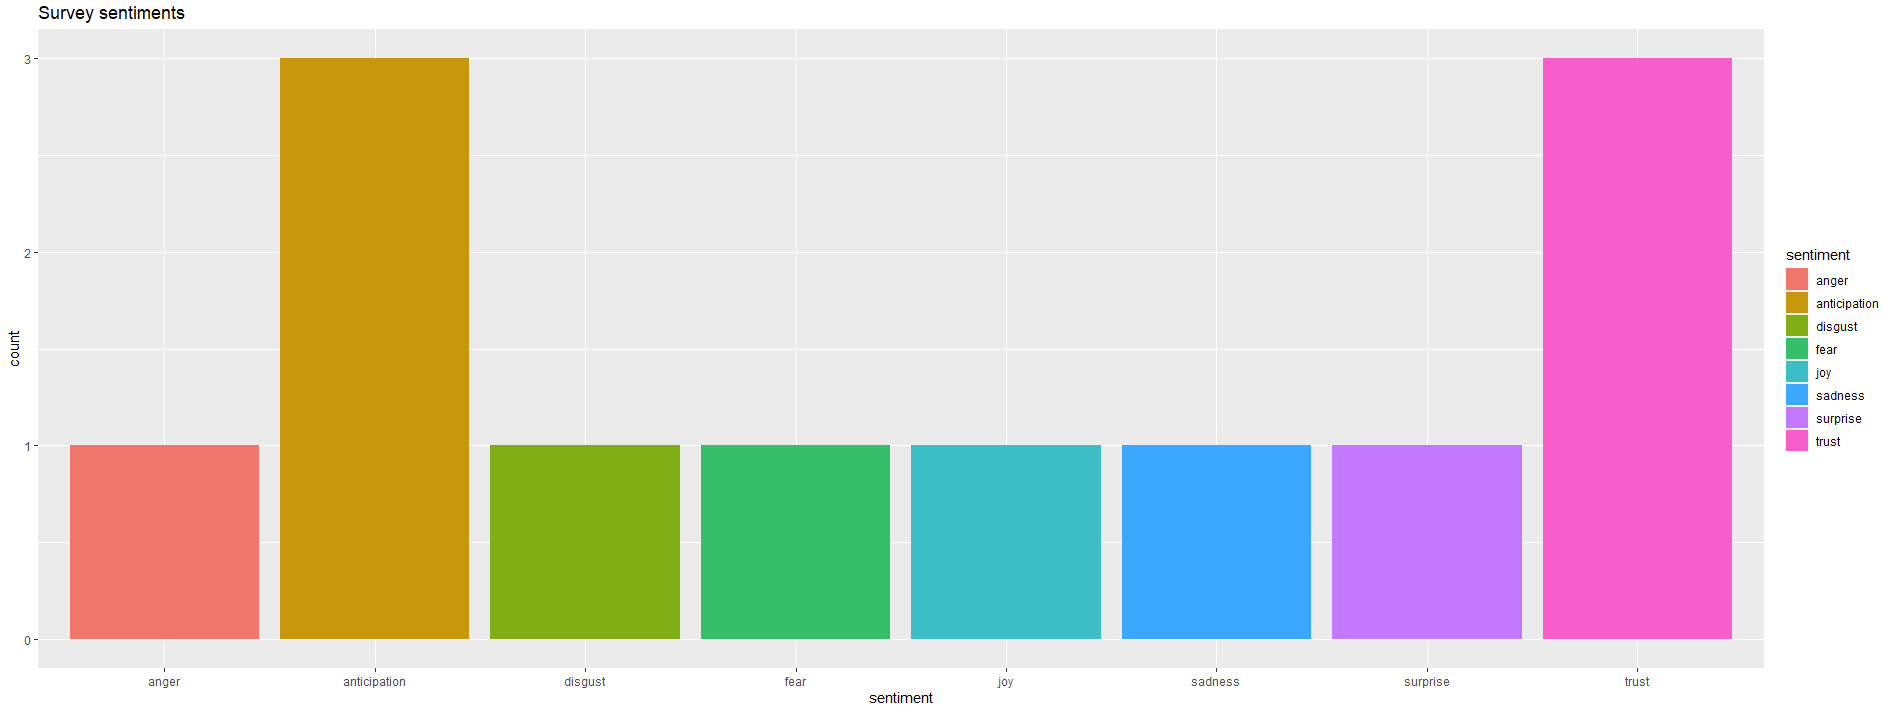 Survey sentiments
3
2
1
0
count
anger
anticipation
disgust
fear
joy
sadness
surprise
trust
sentiment
sentiment
anger
anticipation
disgust
fear
joy
sadness
surprise
trust